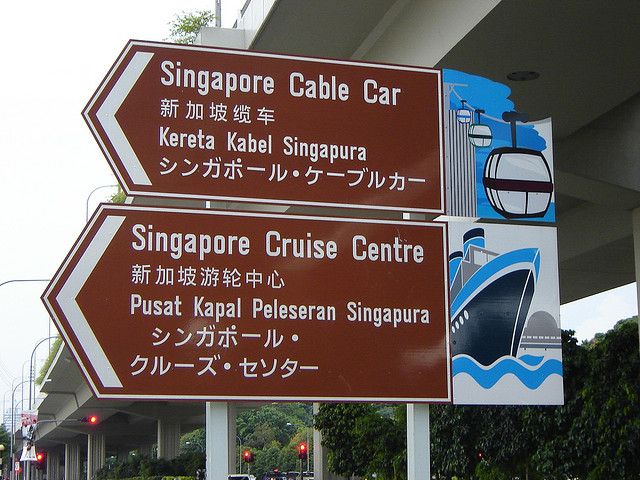 Singapore Cable Car
新加坡缆车
Kereta Kabel Singapura
シンガポール・ケーブルカー
Singapore Cruise Centre
新加坡游轮中心
Pusat Kapal Peleseran Singapura
シンガポール・
クルーズ・センター